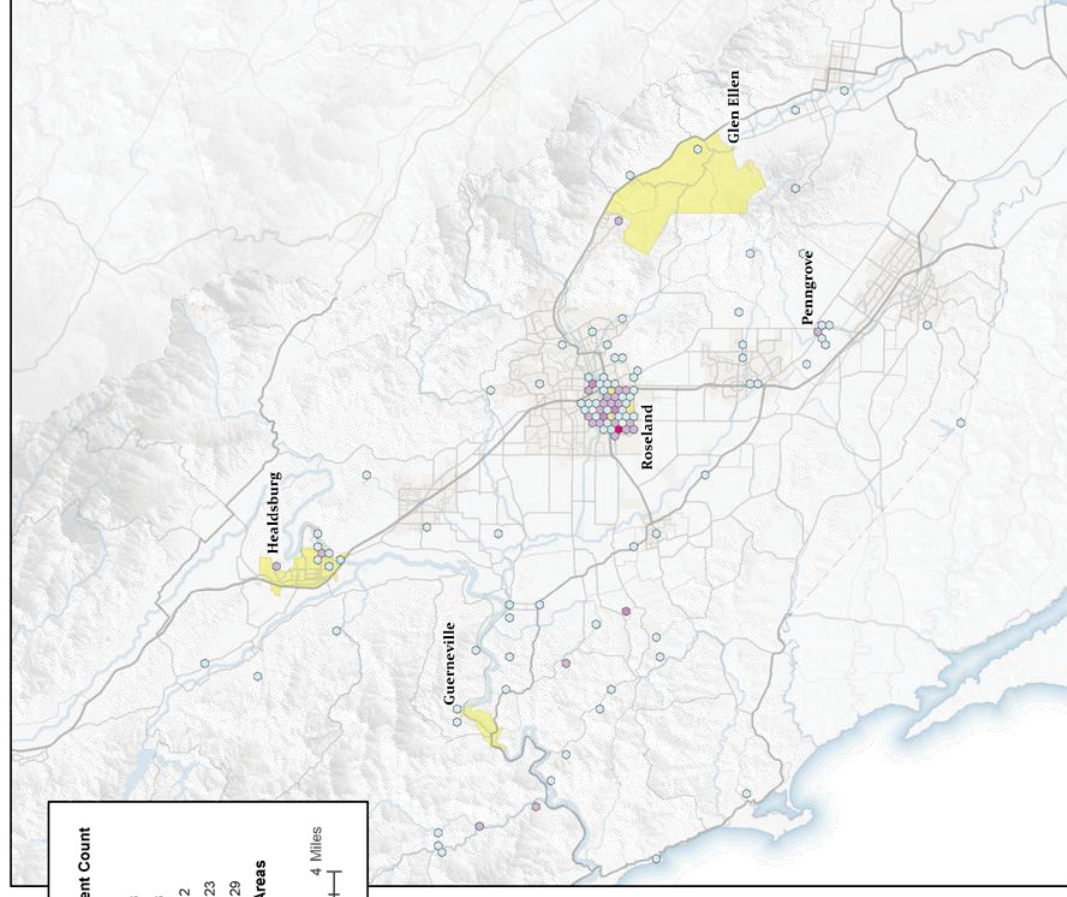 Healdsburg
Guerneville
Roseland
Penngrove
Glen Ellen
ent Count
2
23
29
Areas
4 Miles